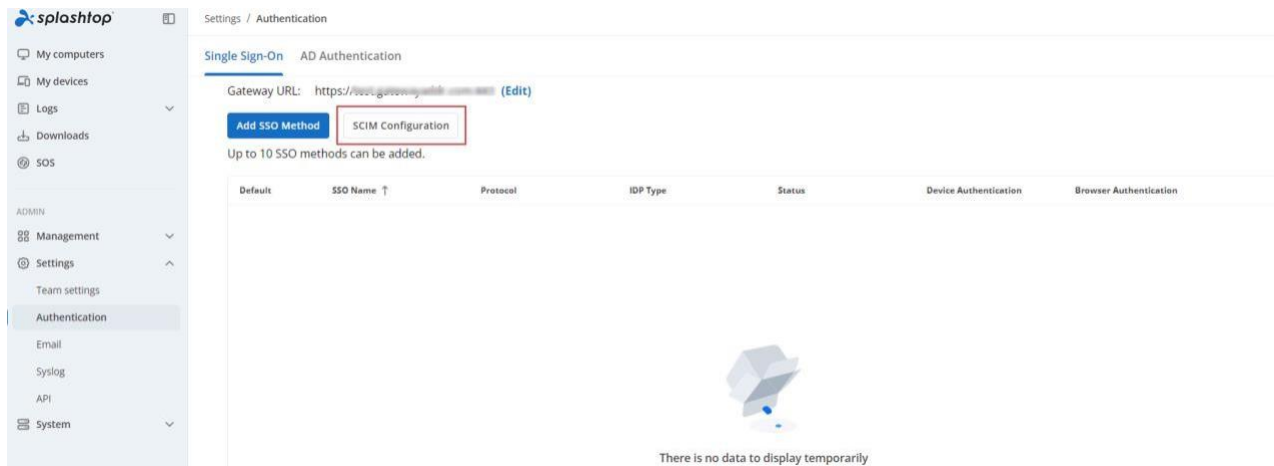 splashtop
Settings / Authentication
My computers
My devices
Logs
Downloads
SOS
ADMIN
Management
Settings
Team settings
Authentication
Email
Syslog
API
System
Single Sign-On AD Authentication
Gateway URL: https:// (Edit)
Add SSO Method SCIM Configuration
Up to 10 SSO methods can be added.
Default SSO Name ↑ Protocol IDP Type Status Device Authentication Browser Authentication
There is no data to display temporarily